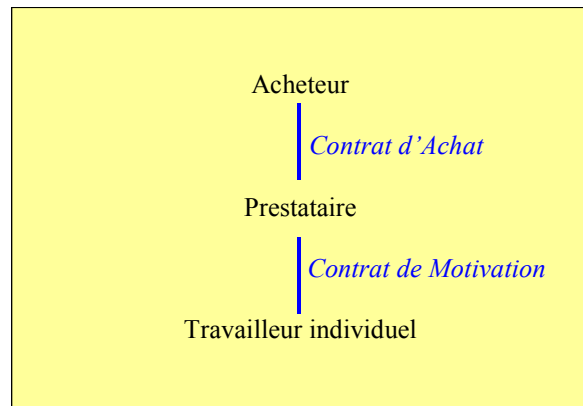 Acheteur
Contrat d’Achat
Prestataire
Contrat de Motivation
Travailleur individuel